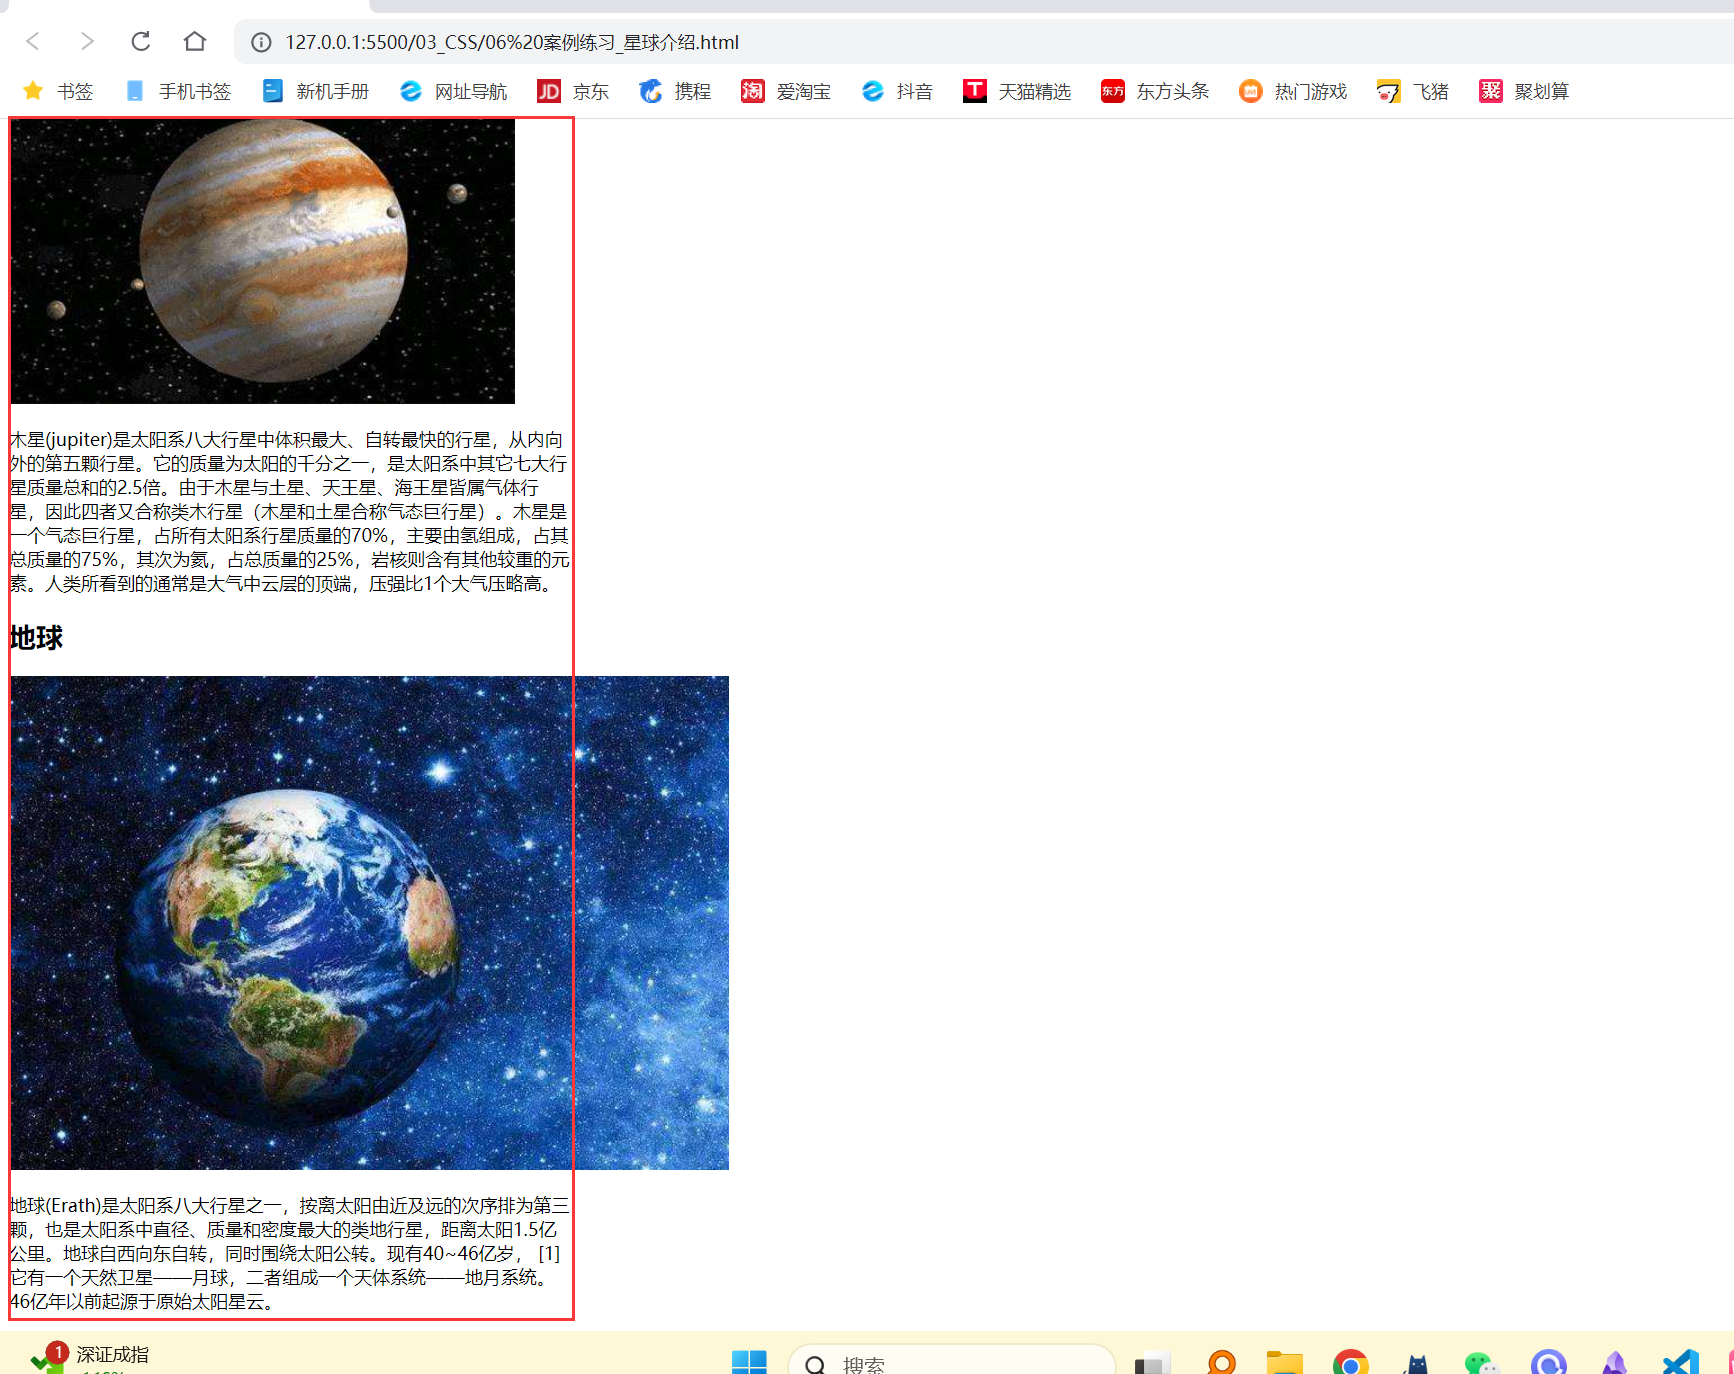 127.0.0.1:5500/03_CSS/06%20案例练习_星球介绍.html
书签 手机书签 新机手册 网址导航 JD 京东 携程 淘 爱淘宝 抖音 T 天猫精选 东方 东方头条 热门游戏 飞猪 聚 聚划算
木星(jupiter)是太阳系八大行星中体积最大、自转最快的行星，从内向
外的第五颗行星。它的质量为太阳的千分之一，是太阳系中其它七大行
星质量总和的2.5倍。由于木星与土星、天王星、海王星皆属气体行
星，因此四者又合称类木行星（木星和土星合称气态巨行星）。木星是
一个气态巨行星，占所有太阳系行星质量的70%，主要由氢组成，占其
总质量的75%，其次为氦，占总质量的25%，岩核则含有其他较重的元
素。人类所看到的通常是大气中云层的顶端，压强比1个大气压略高。
地球
地球(Erath)是太阳系八大行星之一，按离太阳由近及远的次序排为第三
颗，也是太阳系中直径、质量和密度最大的类地行星，距离太阳1.5亿
公里。地球自西向东自转，同时围绕太阳公转。现有40~46亿岁， [1]
它有一个天然卫星——月球，二者组成一个天体系统——地月系统。
46亿年以前起源于原始太阳星云。
1 深证成指
搜索